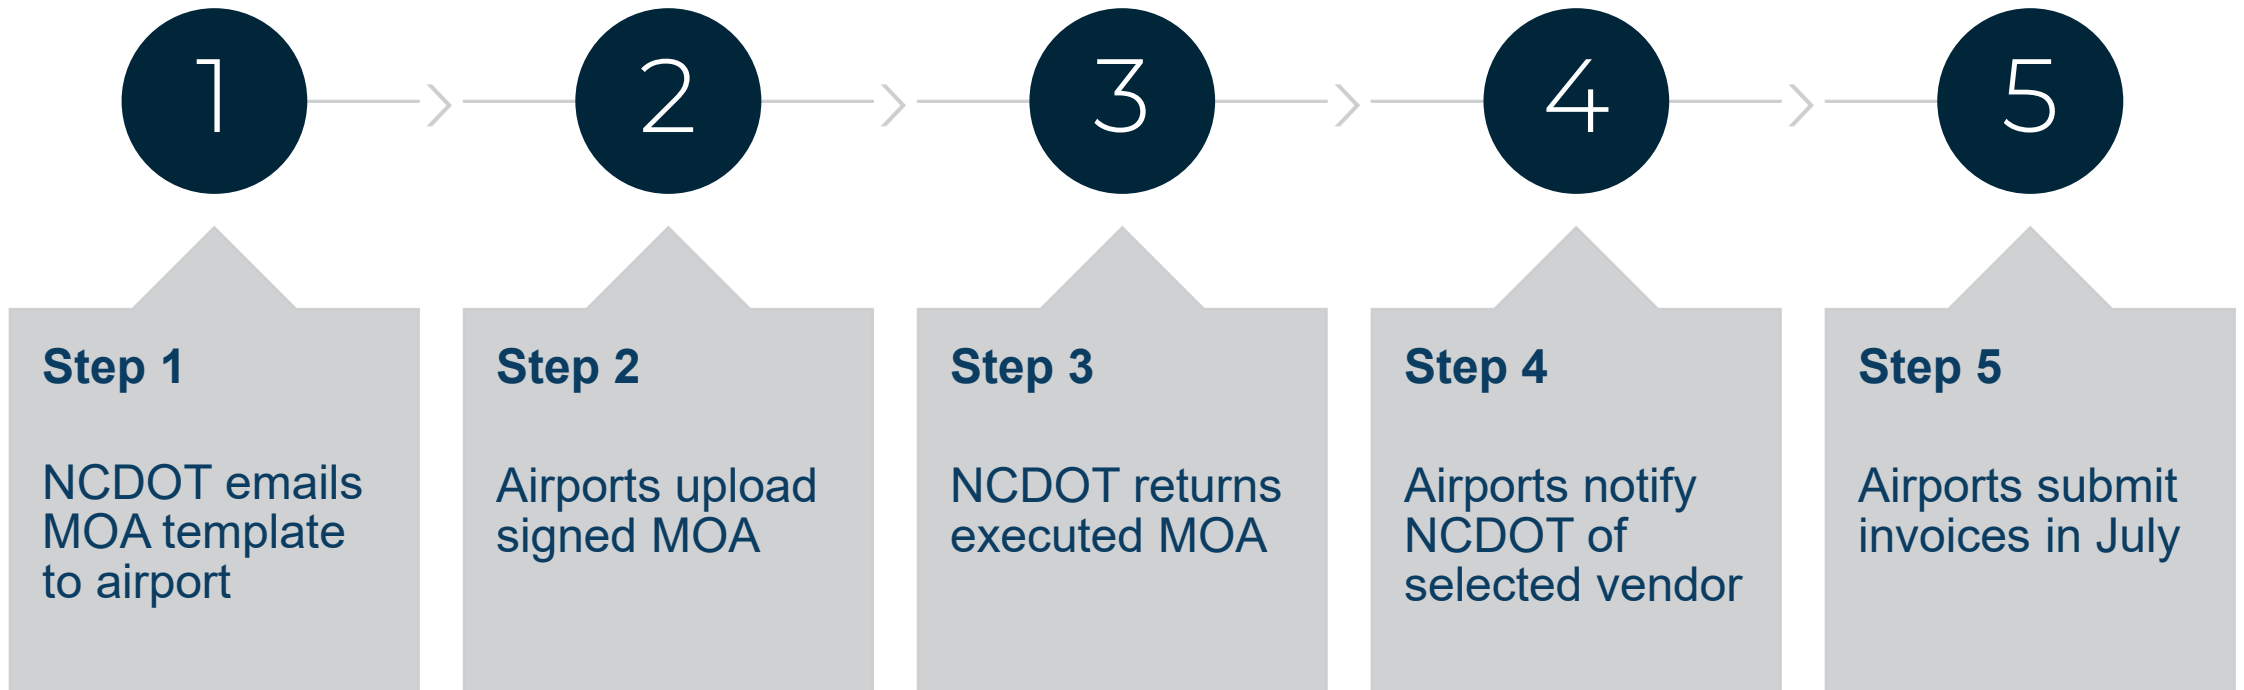 1
2
3
4
5
Step 1
NCDOT emails
MOA template
to airport
Step 2
Airports upload
signed MOA
Step 3
NCDOT returns
executed MOA
Step 4
Airports notify
NCDOT of
selected vendor
Step 5
Airports submit
invoices in July